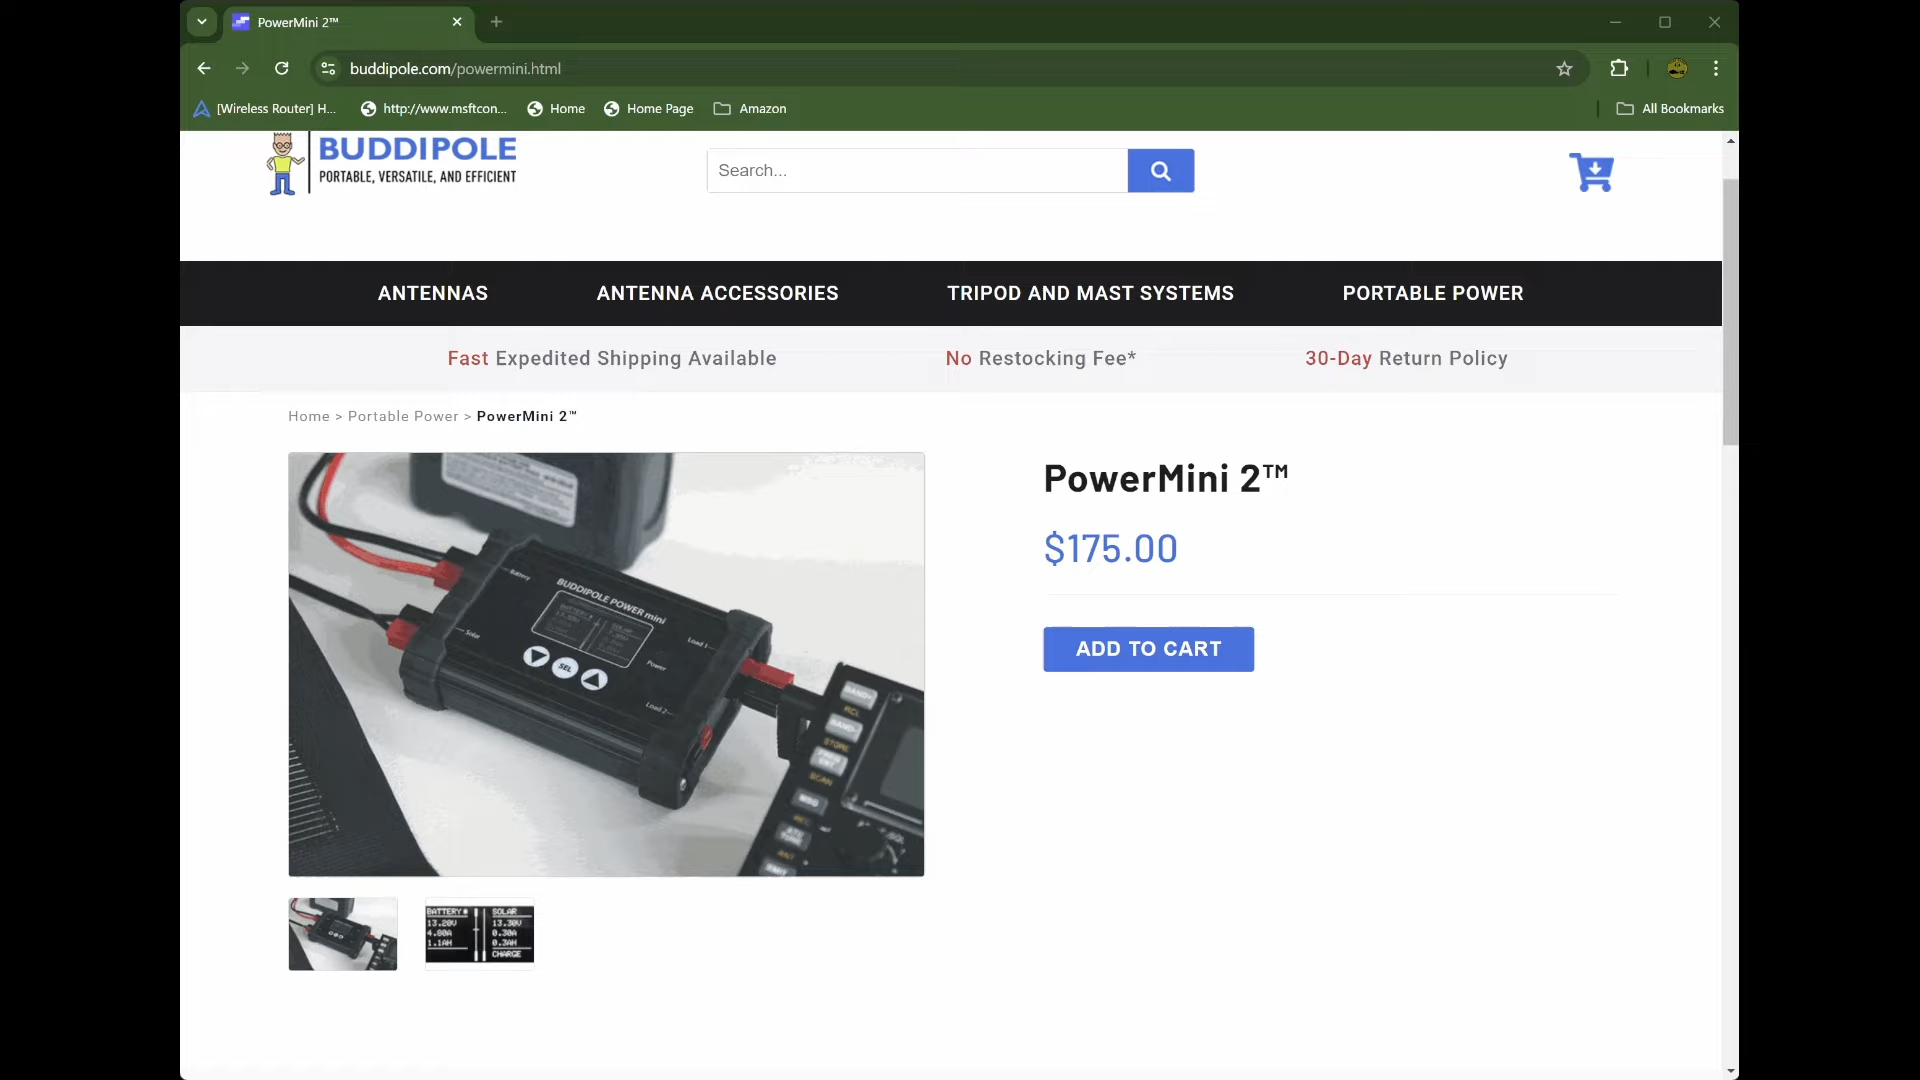 PowerMini 2™
buddipole.com/powermini.html
[Wireless Router] H...
http://www.msftcon...
Home
Home Page
Amazon
All Bookmarks
BUDDIPOLE
PORTABLE, VERSATILE, AND EFFICIENT
Search...
ANTENNAS
ANTENNA ACCESSORIES
TRIPOD AND MAST SYSTEMS
PORTABLE POWER
Fast Expedited Shipping Available
No Restocking Fee*
30-Day Return Policy
Home > Portable Power > PowerMini 2™
PowerMini 2™
$175.00
ADD TO CART
Battery
BUDDIPOLE POWER mini
Solar
SEL
Load 1
Power
Load 2
RCL
STORE
SCAN
BATTERY
13.20V
4.80A
1.1AH
SOLAR
13.30V
0.30A
0.3AH
CHARGE